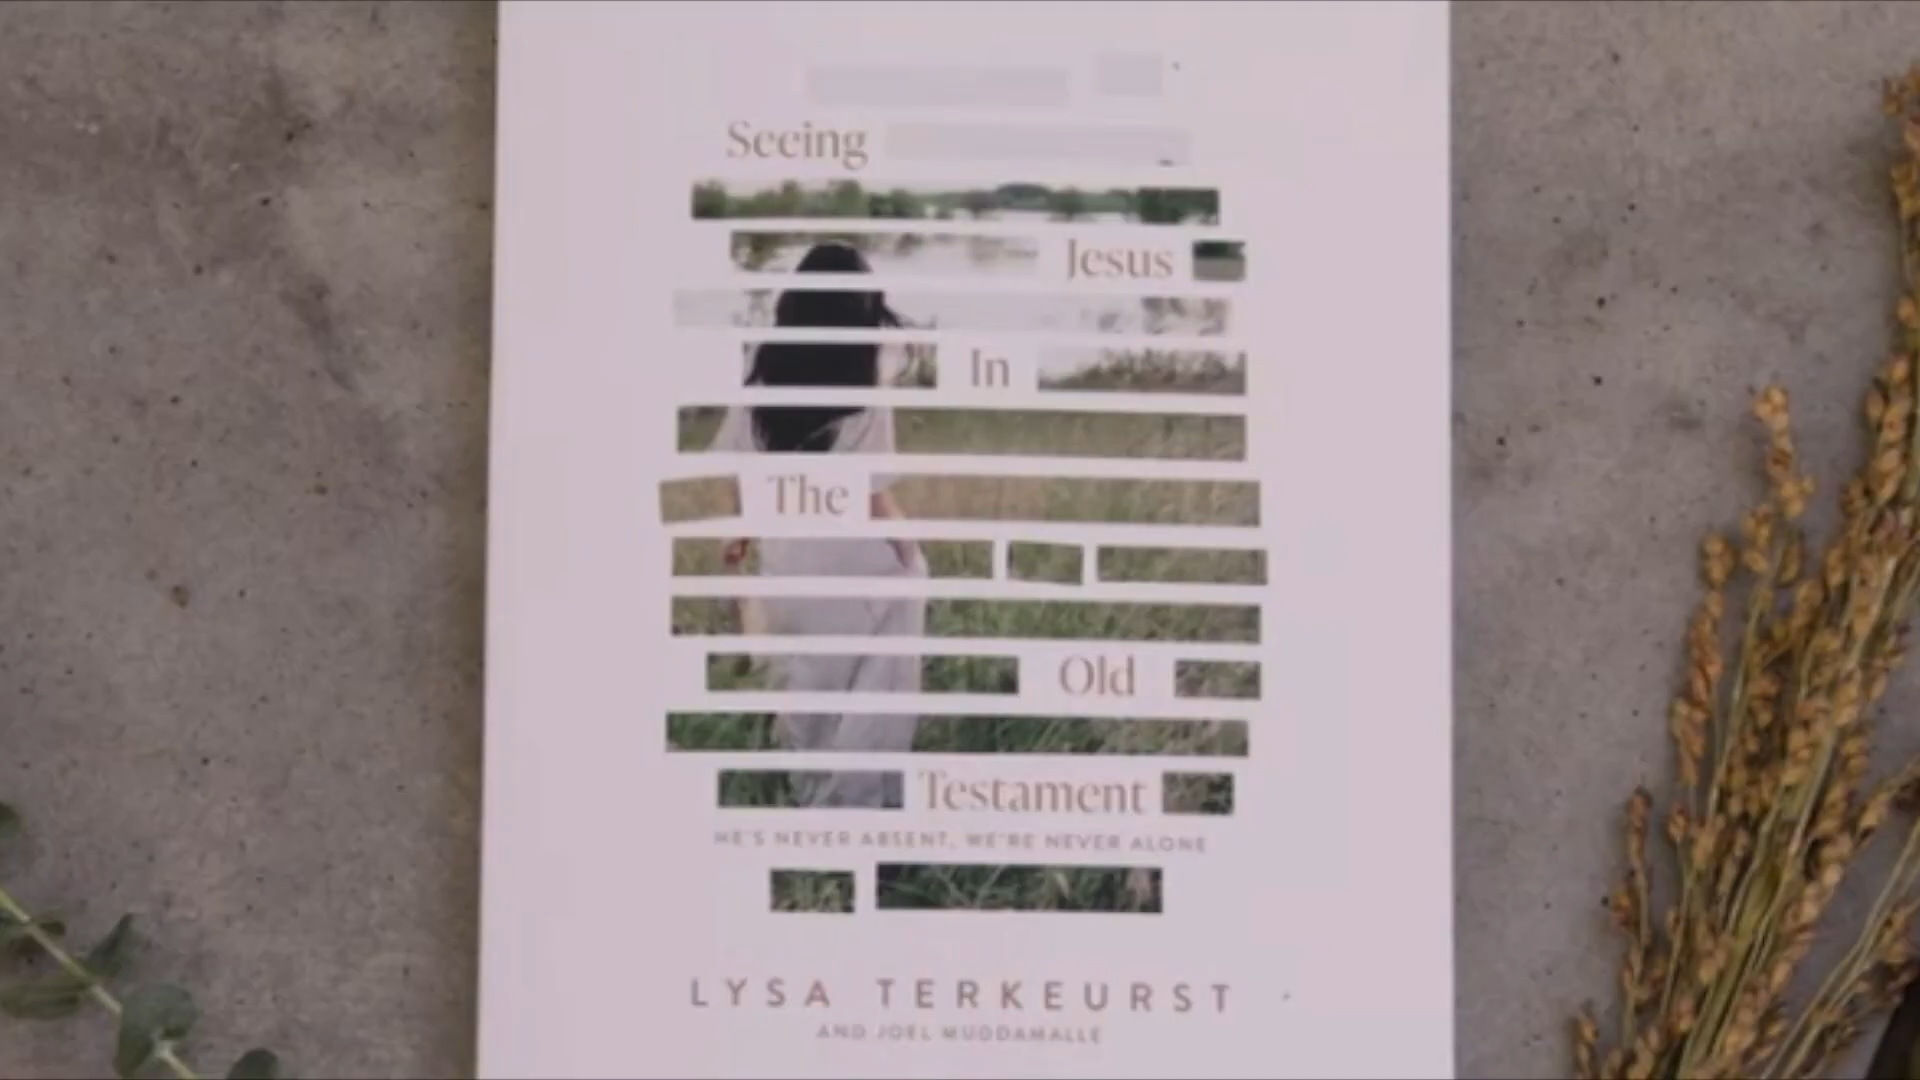 Seeing
Jesus
In
The
Old
Testament
HE'S NEVER ABSENT, WE'RE NEVER ALONE
LYSA TERKEURST
AND JOEL MUDDAMALLE